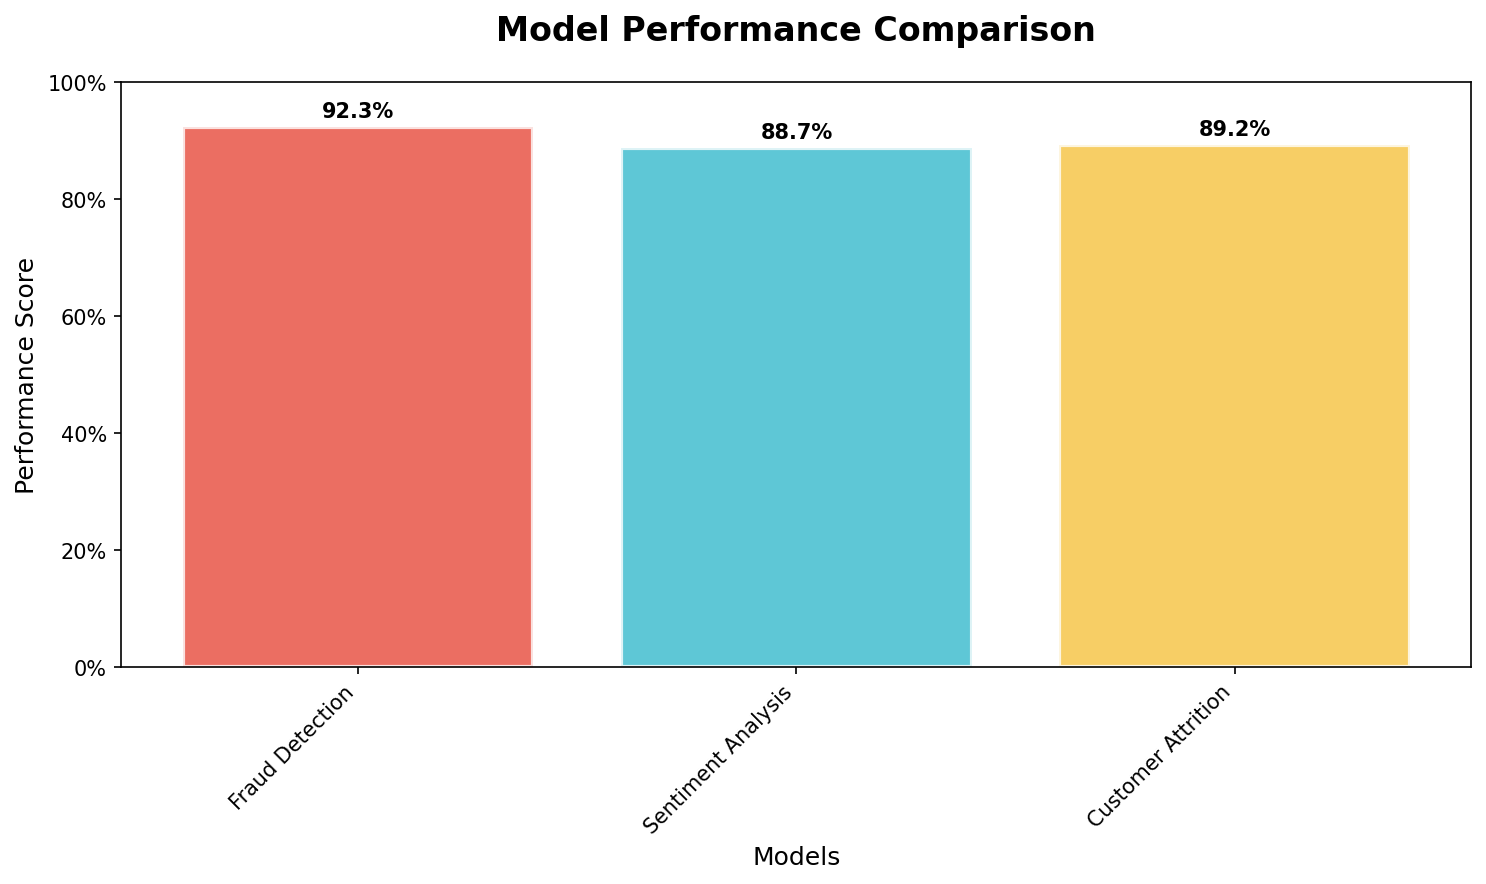 Model Performance Comparison
100%
80%
60%
40%
20%
0%
Performance Score
92.3%
88.7%
89.2%
Fraud Detection
Sentiment Analysis
Customer Attrition
Models